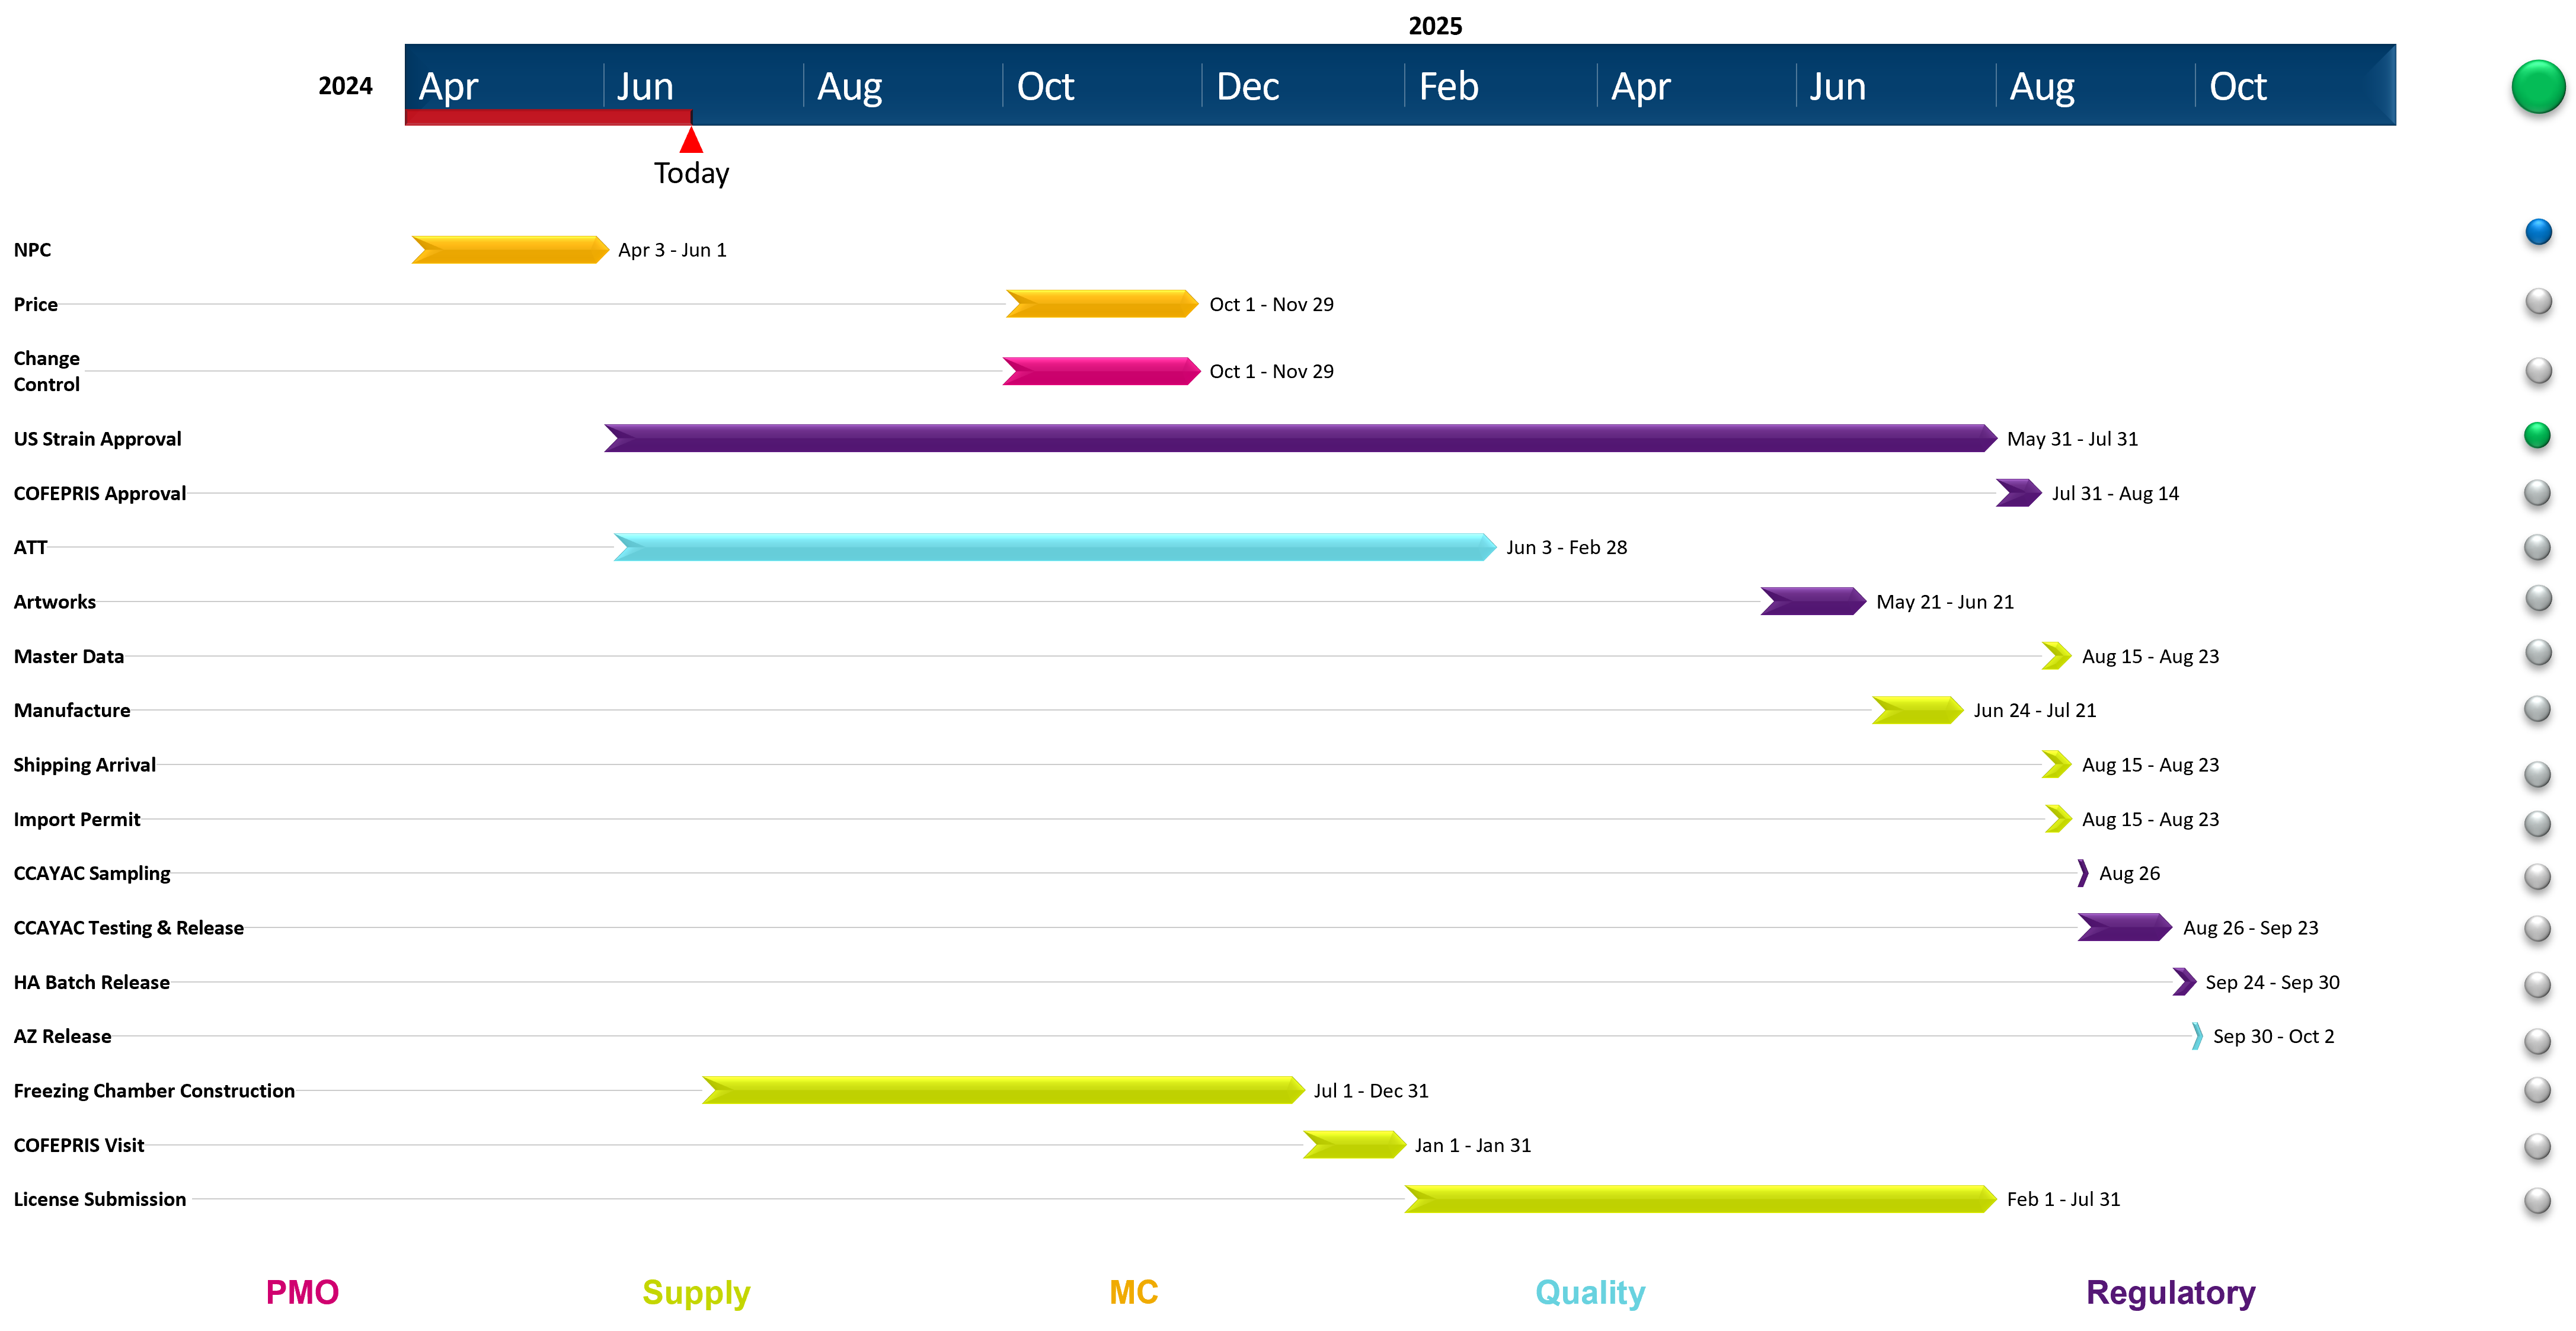 2025
2024
Apr
Jun
Aug
Oct
Dec
Feb
Apr
Jun
Aug
Oct
Today
NPC
Apr 3 - Jun 1
Price
Oct 1 - Nov 29
Change
Control
Oct 1 - Nov 29
US Strain Approval
May 31 - Jul 31
COFEPRIS Approval
Jul 31 - Aug 14
ATT
Jun 3 - Feb 28
Artworks
May 21 - Jun 21
Master Data
Aug 15 - Aug 23
Manufacture
Jun 24 - Jul 21
Shipping Arrival
Aug 15 - Aug 23
Import Permit
Aug 15 - Aug 23
CCAYAC Sampling
Aug 26
CCAYAC Testing & Release
Aug 26 - Sep 23
HA Batch Release
Sep 24 - Sep 30
AZ Release
Sep 30 - Oct 2
Freezing Chamber Construction
Jul 1 - Dec 31
COFEPRIS Visit
Jan 1 - Jan 31
License Submission
Feb 1 - Jul 31
PMO
Supply
MC
Quality
Regulatory